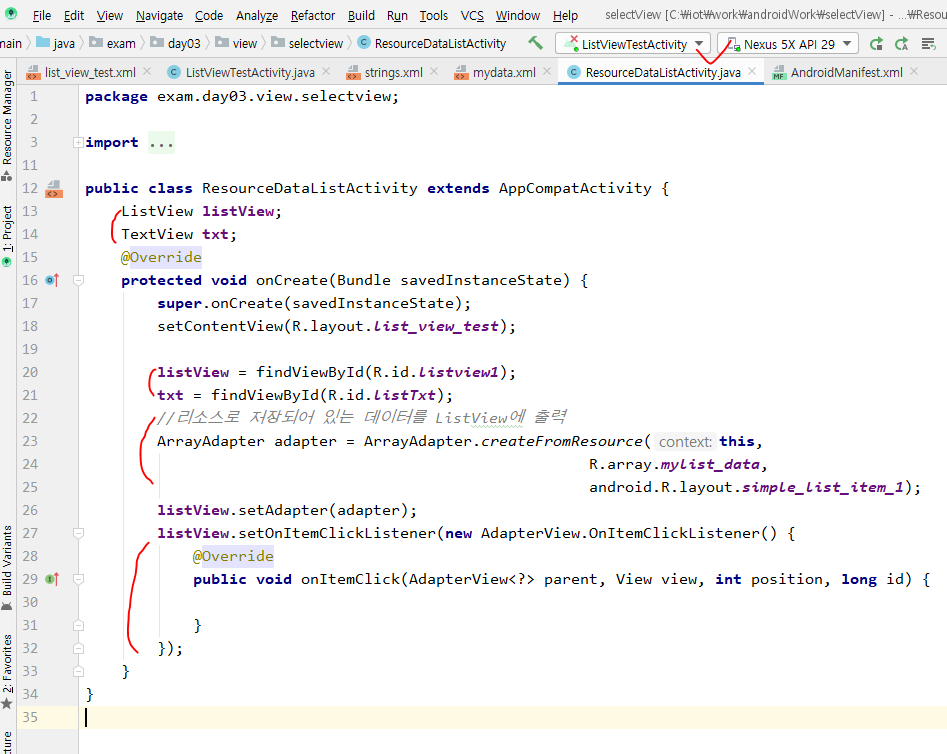 File Edit View Navigate Code Analyze Refactor Build Run Tools VCS Window Help selectView [C:₩iot₩work₩androidWork₩selectView] - ...₩Resou
main java exam day03 view selectview ResourceDataListActivity ListViewTestActivity Nexus 5X API 29
list_view_test.xml ListViewTestActivity.java strings.xml mydata.xml ResourceDataListActivity.java AndroidManifest.xml
Resource Manager
1: Project
Build Variants
2: Favorites
cture
1 package exam.day03.view.selectview;
2
3 import ...
11
12 public class ResourceDataListActivity extends AppCompatActivity {
13 ListView listView;
14 TextView txt;
15 @Override
16 protected void onCreate(Bundle savedInstanceState) {
17 super.onCreate(savedInstanceState);
18 setContentView(R.layout.list_view_test);
19
20 listView = findViewById(R.id.listview1);
21 txt = findViewById(R.id.listTxt);
22 //리소스로 저장되어 있는 데이터를 ListView에 출력
23 ArrayAdapter adapter = ArrayAdapter.createFromResource( context: this,
24 R.array.mylist_data,
25 android.R.layout.simple_list_item_1);
26 listView.setAdapter(adapter);
27 listView.setOnItemClickListener(new AdapterView.OnItemClickListener() {
28 @Override
29 public void onItemClick(AdapterView<?> parent, View view, int position, long id) {
30
31 }
32 });
33 }
34 }
35